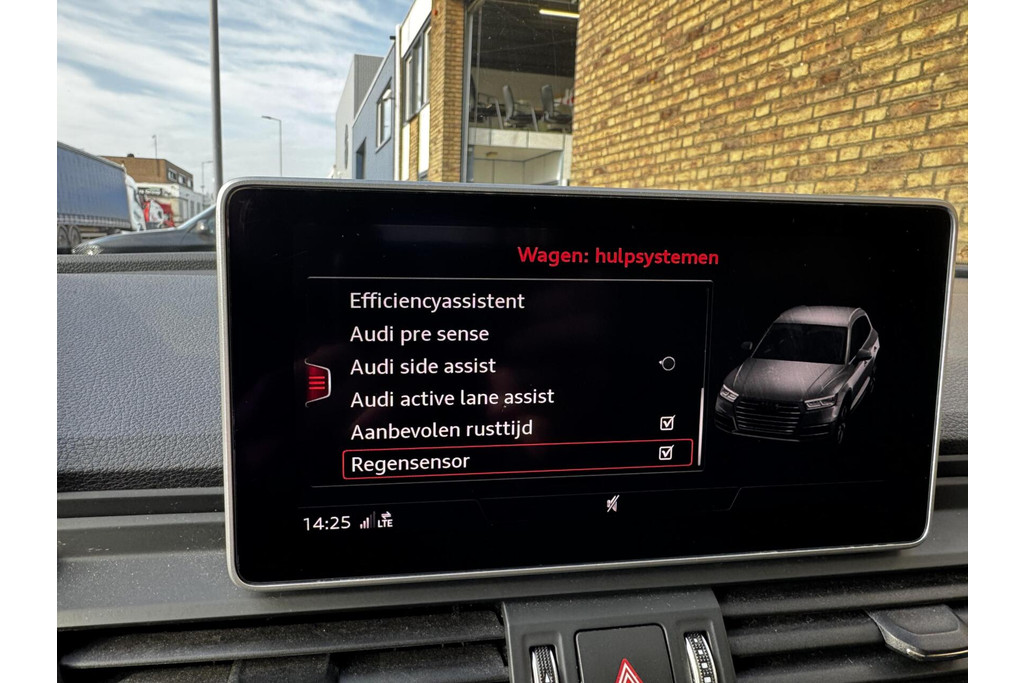 Wagen: hulpsystemen
Efficiencyassistent
Audi pre sense
Audi side assist
Audi active lane assist
Aanbevolen rusttijd
Regensensor
14:25 LTE